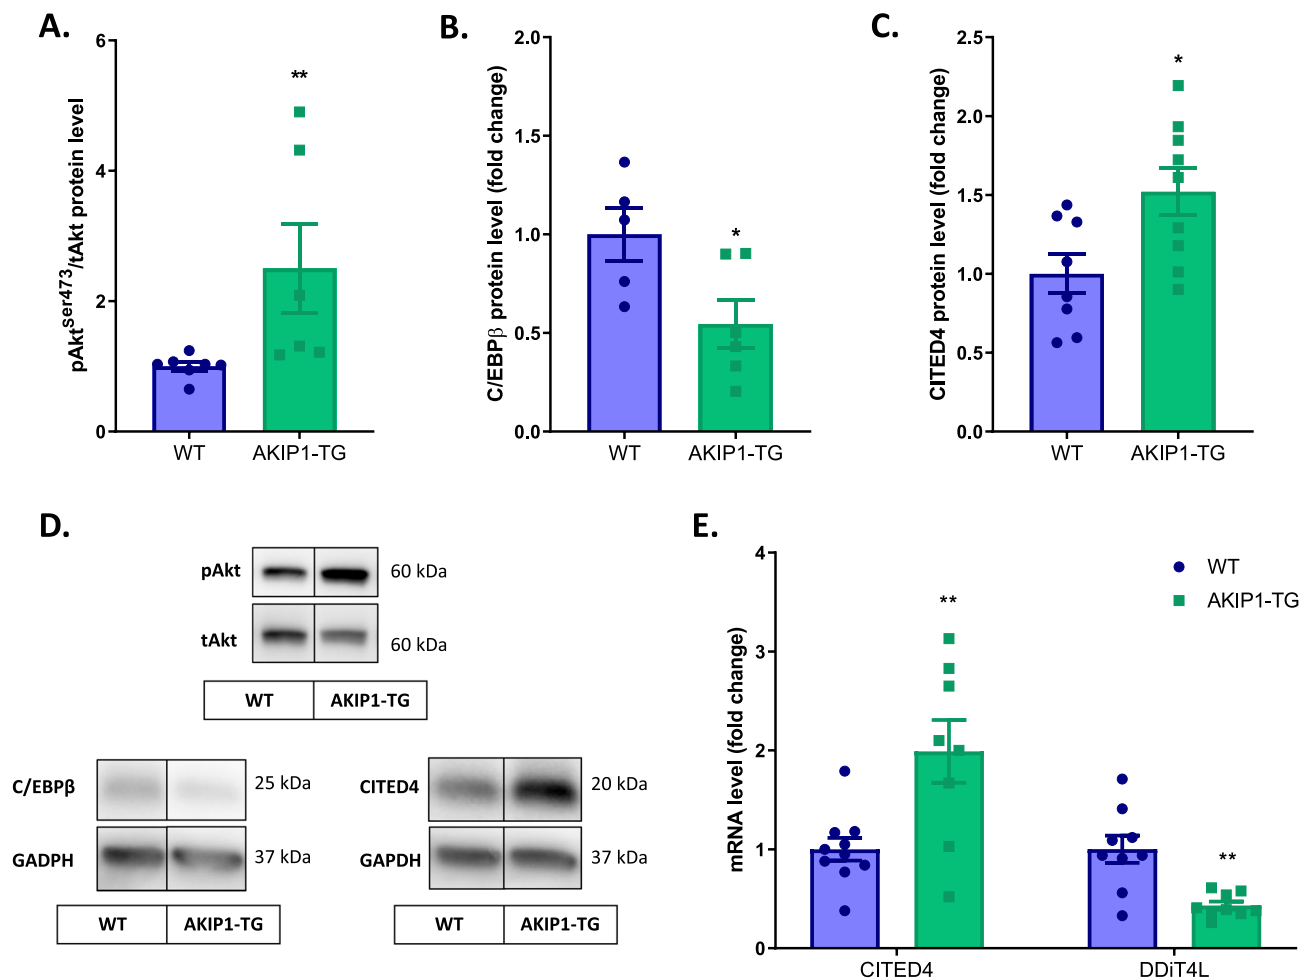 A.
pAkt^Ser473/tAkt protein level
6
4
2
0
**
WT
AKIP1-TG
B.
C/EBPβ protein level (fold change)
2.0
1.5
1.0
0.5
0.0
*
WT
AKIP1-TG
C.
CITED4 protein level (fold change)
2.5
2.0
1.5
1.0
0.5
0.0
*
WT
AKIP1-TG
D.
pAkt
60 kDa
tAkt
60 kDa
WT
AKIP1-TG
C/EBPβ
25 kDa
GADPH
37 kDa
WT
AKIP1-TG
CITED4
20 kDa
GAPDH
37 kDa
WT
AKIP1-TG
E.
mRNA level (fold change)
4
3
2
1
0
WT
AKIP1-TG
**
**
CITED4
DDiT4L